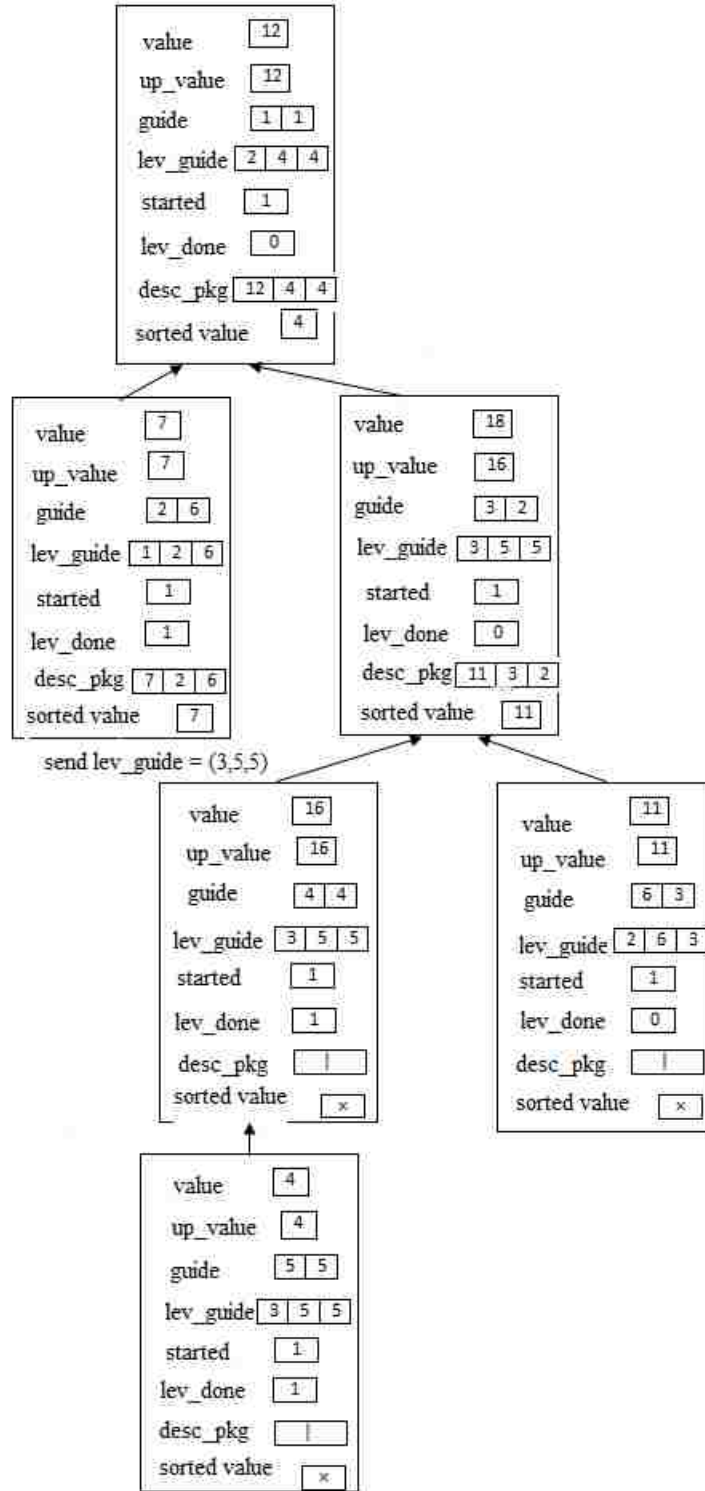 value 12
up_value 12
guide 1 1
lev_guide 2 4 4
started 1
lev_done 0
desc_pkg 12 4 4
sorted value 4
value 7
up_value 7
guide 2 6
lev_guide 1 2 6
started 1
lev_done 1
desc_pkg 7 2 6
sorted value 7
value 18
up_value 16
guide 3 2
lev_guide 3 5 5
started 1
lev_done 0
desc_pkg 11 3 2
sorted value 11
send lev_guide = (3,5,5)
value 16
up_value 16
guide 4 4
lev_guide 3 5 5
started 1
lev_done 1
desc_pkg |
sorted value ×
value 11
up_value 11
guide 6 3
lev_guide 2 6 3
started 1
lev_done 0
desc_pkg |
sorted value ×
value 4
up_value 4
guide 5 5
lev_guide 3 5 5
started 1
lev_done 1
desc_pkg |
sorted value ×